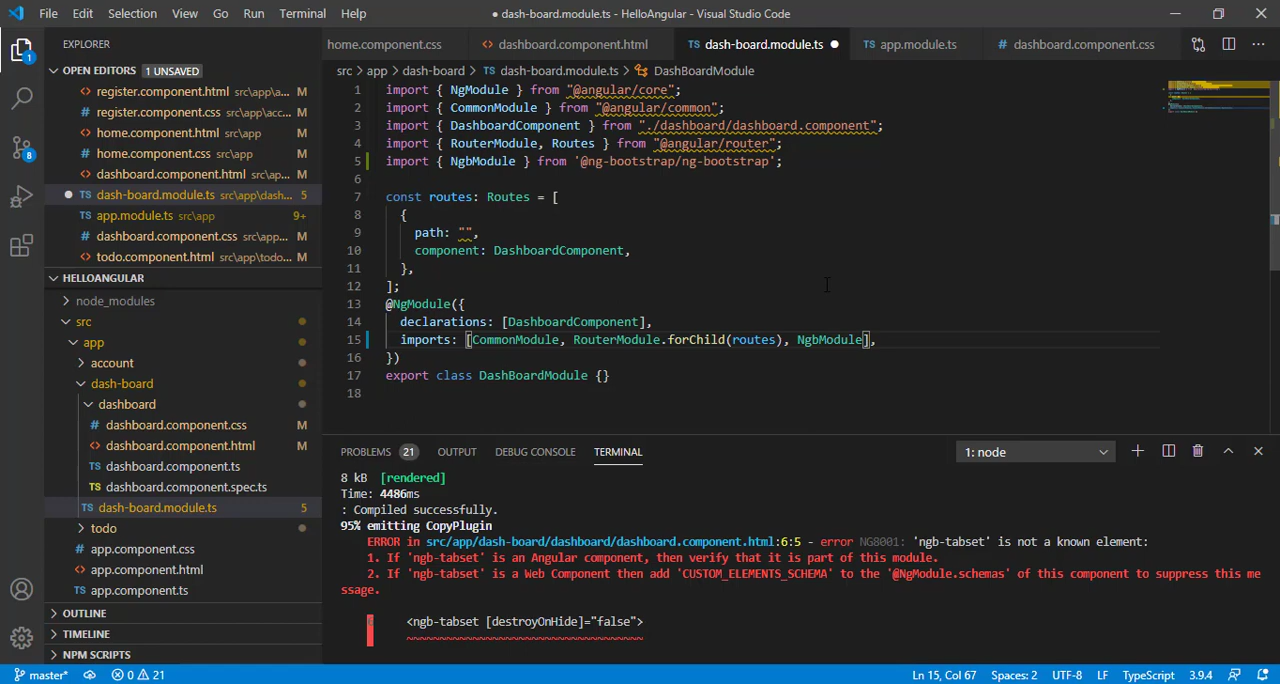 File Edit Selection View Go Run Terminal Help ● dash-board.module.ts - HelloAngular - Visual Studio Code
EXPLORER
home.component.css dashboard.component.html TS dash-board.module.ts ● TS app.module.ts # dashboard.component.css
OPEN EDITORS 1 UNSAVED
register.component.html src\app\a... M
# register.component.css src\app\acc... M
home.component.html src\app M
# home.component.css src\app M
dashboard.component.html src\ap... M
● TS dash-board.module.ts src\app\dash... 5
TS app.module.ts src\app 9+
# dashboard.component.css src\app... M
todo.component.html src\app\todo... M
HELLOANGULAR
node_modules
src
app
account
dash-board
dashboard
# dashboard.component.css M
dashboard.component.html M
TS dashboard.component.ts
TS dashboard.component.spec.ts
TS dash-board.module.ts 5
todo
# app.component.css
app.component.html
TS app.component.ts
OUTLINE
TIMELINE
NPM SCRIPTS
src > app > dash-board > TS dash-board.module.ts > DashBoardModule
1 import { NgModule } from "@angular/core";
2 import { CommonModule } from "@angular/common";
3 import { DashboardComponent } from "./dashboard/dashboard.component";
4 import { RouterModule, Routes } from "@angular/router";
5 import { NgbModule } from '@ng-bootstrap/ng-bootstrap';
6
7 const routes: Routes = [
8 {
9 path: "",
10 component: DashboardComponent,
11 },
12 ];
13 @NgModule({
14 declarations: [DashboardComponent],
15 imports: [CommonModule, RouterModule.forChild(routes), NgbModule],
16 })
17 export class DashBoardModule {}
18
PROBLEMS 21 OUTPUT DEBUG CONSOLE TERMINAL 1: node
8 kB [rendered]
Time: 4486ms
: Compiled successfully.
95% emitting CopyPlugin
ERROR in src/app/dash-board/dashboard/dashboard.component.html:6:5 - error NG8001: 'ngb-tabset' is not a known element:
1. If 'ngb-tabset' is an Angular component, then verify that it is part of this module.
2. If 'ngb-tabset' is a Web Component then add 'CUSTOM_ELEMENTS_SCHEMA' to the '@NgModule.schemas' of this component to suppress this me
ssage.
<ngb-tabset [destroyOnHide]="false">
~~~~~~~~~~~~~~~~~~~~~~~~~~~~~~~~~~~~
master* 0 21 Ln 15, Col 67 Spaces: 2 UTF-8 LF TypeScript 3.9.4